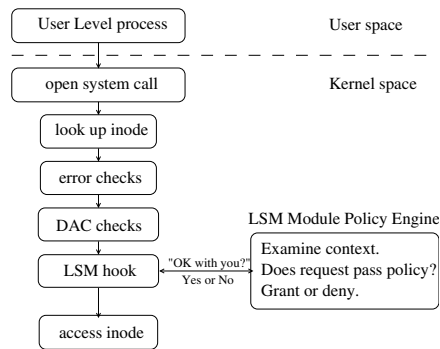 User Level process
User space
open system call
Kernel space
look up inode
error checks
DAC checks
LSM Module Policy Engine
LSM hook
"OK with you?"
Yes or No
Examine context.
Does request pass policy?
Grant or deny.
access inode